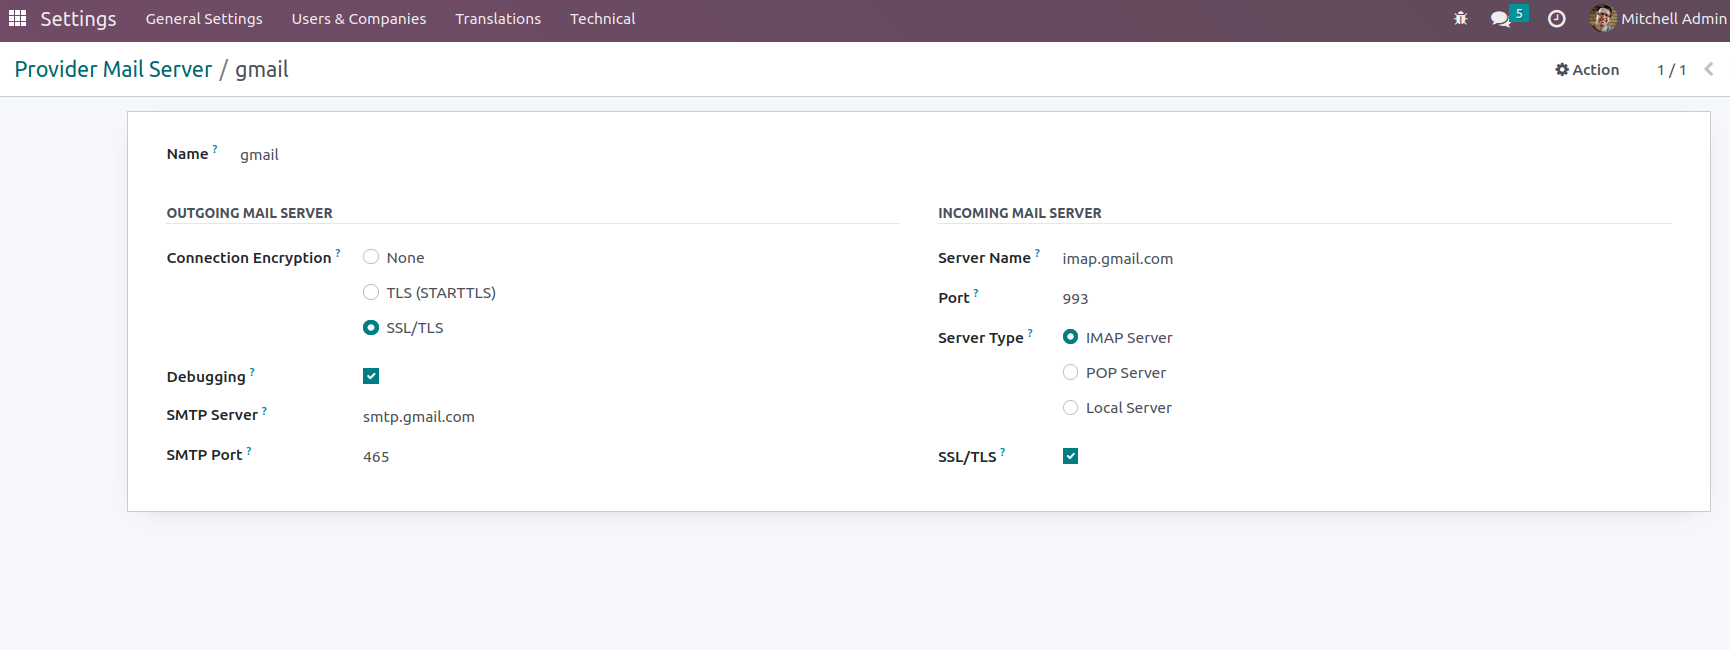 Settings General Settings Users & Companies Translations Technical 5 Mitchell Admin
Provider Mail Server / gmail Action 1 / 1
Name ? gmail
OUTGOING MAIL SERVER
Connection Encryption ? None
TLS (STARTTLS)
SSL/TLS
Debugging ?
SMTP Server ? smtp.gmail.com
SMTP Port ? 465
INCOMING MAIL SERVER
Server Name ? imap.gmail.com
Port ? 993
Server Type ? IMAP Server
POP Server
Local Server
SSL/TLS ?